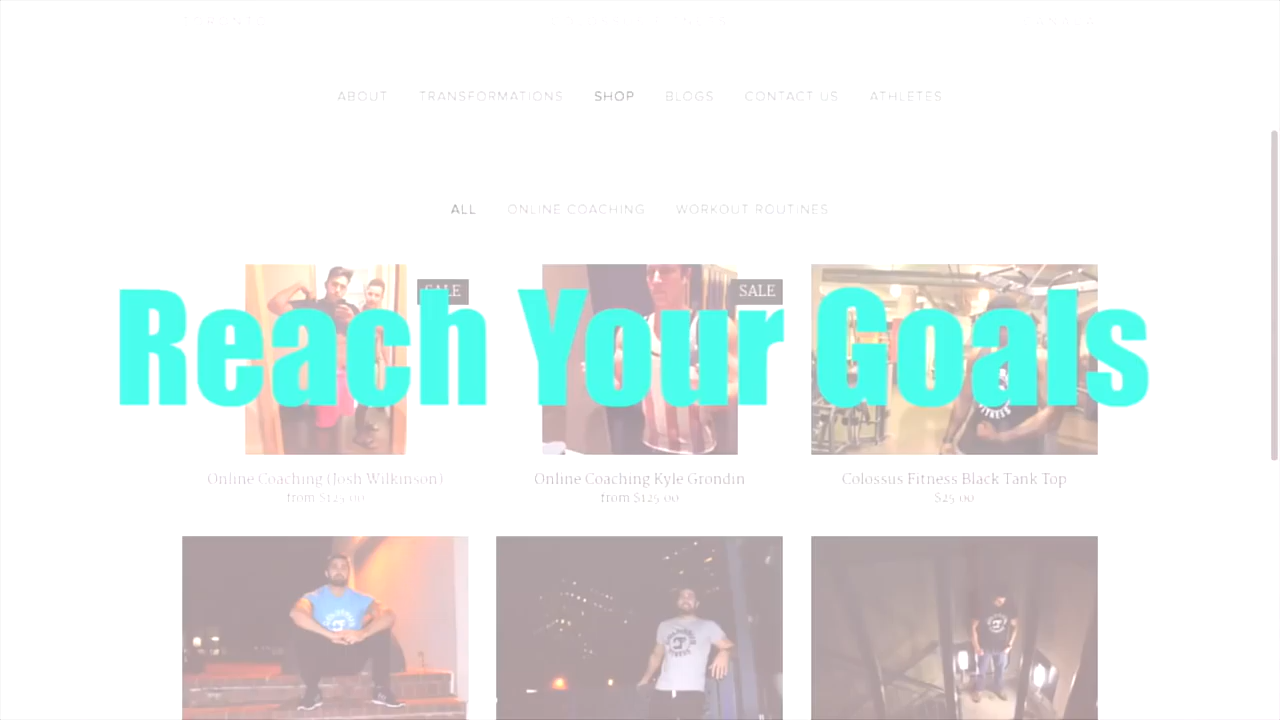 ABOUT TRANSFORMATIONS SHOP BLOGS CONTACT US ATHLETES
ALL ONLINE COACHING WORKOUT ROUTINES
SALE SALE
Reach Your Goals
FITNESS
Online Coaching (Josh Wilkinson) Online Coaching Kyle Grondin Colossus Fitness Black Tank Top
from $125.00 from $125.00 $25.00
FITNESS